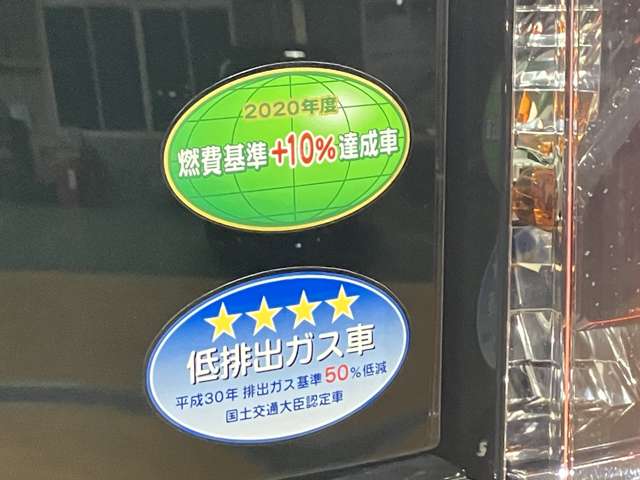 2020年度
燃費基準+10%達成車
低排出ガス車
平成30年 排出ガス基準50%低減
国土交通大臣認定車